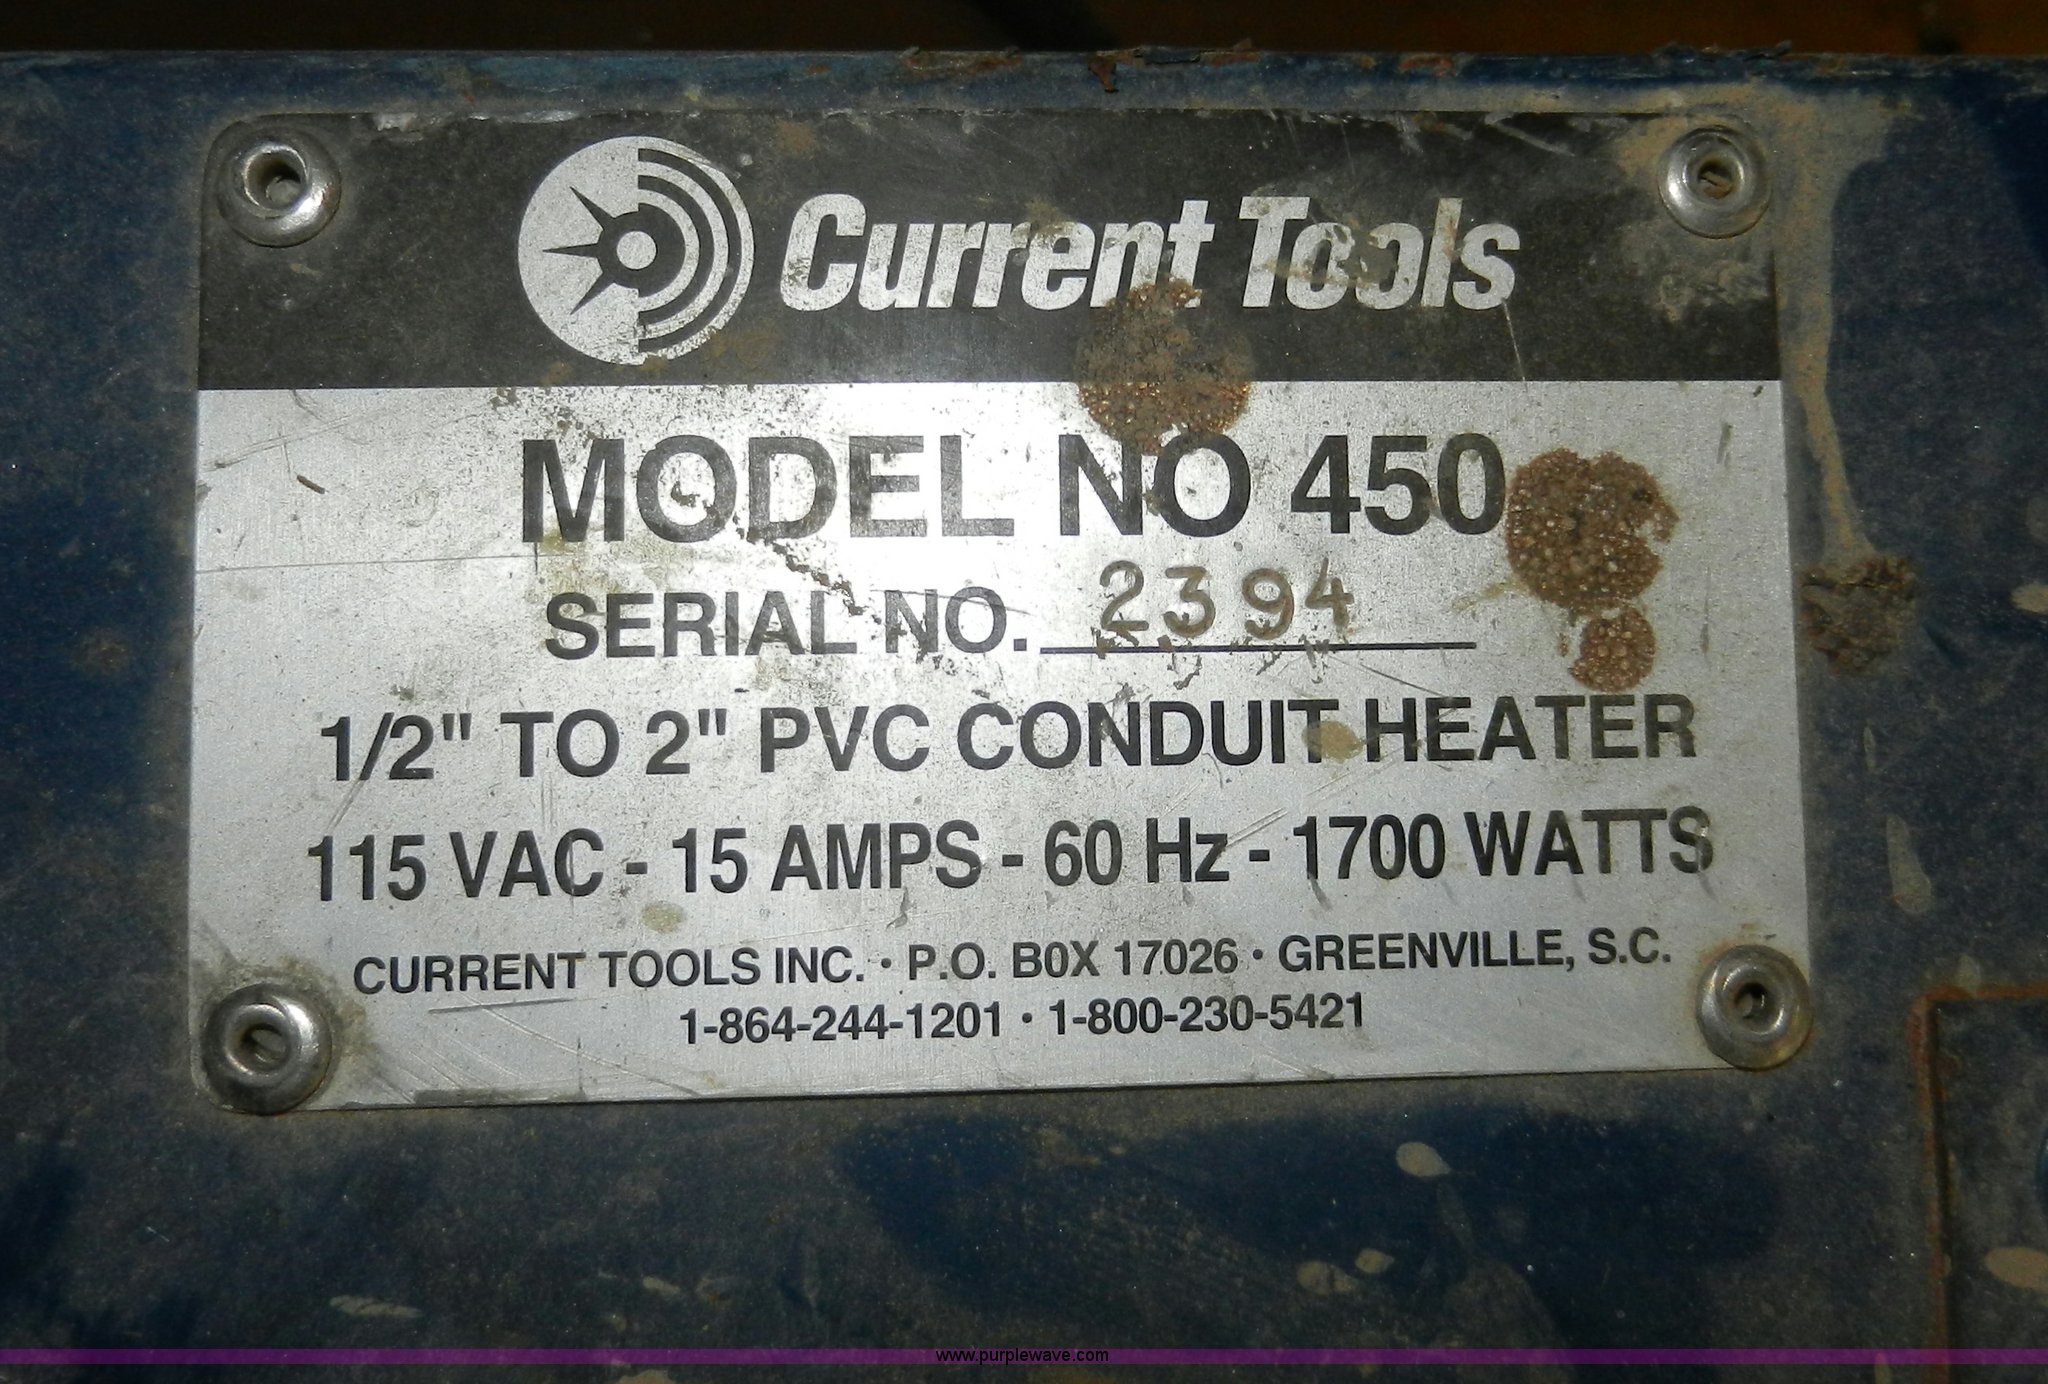 Current Tools
MODEL NO 450
SERIAL NO. 2394
1/2" TO 2" PVC CONDUIT HEATER
115 VAC - 15 AMPS - 60 Hz - 1700 WATTS
CURRENT TOOLS INC. · P.O. BOX 17026 · GREENVILLE, S.C.
1-864-244-1201 · 1-800-230-5421
www.purplewave.com